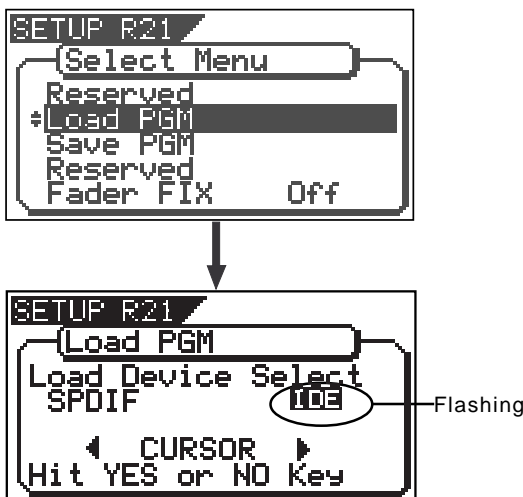 SETUP R21
Select Menu
Reserved
Load PGM
Save PGM
Reserved
Fader FIX Off
SETUP R21
Load PGM
Load Device Select
SPDIF IDE
Flashing
CURSOR
Hit YES or NO Key